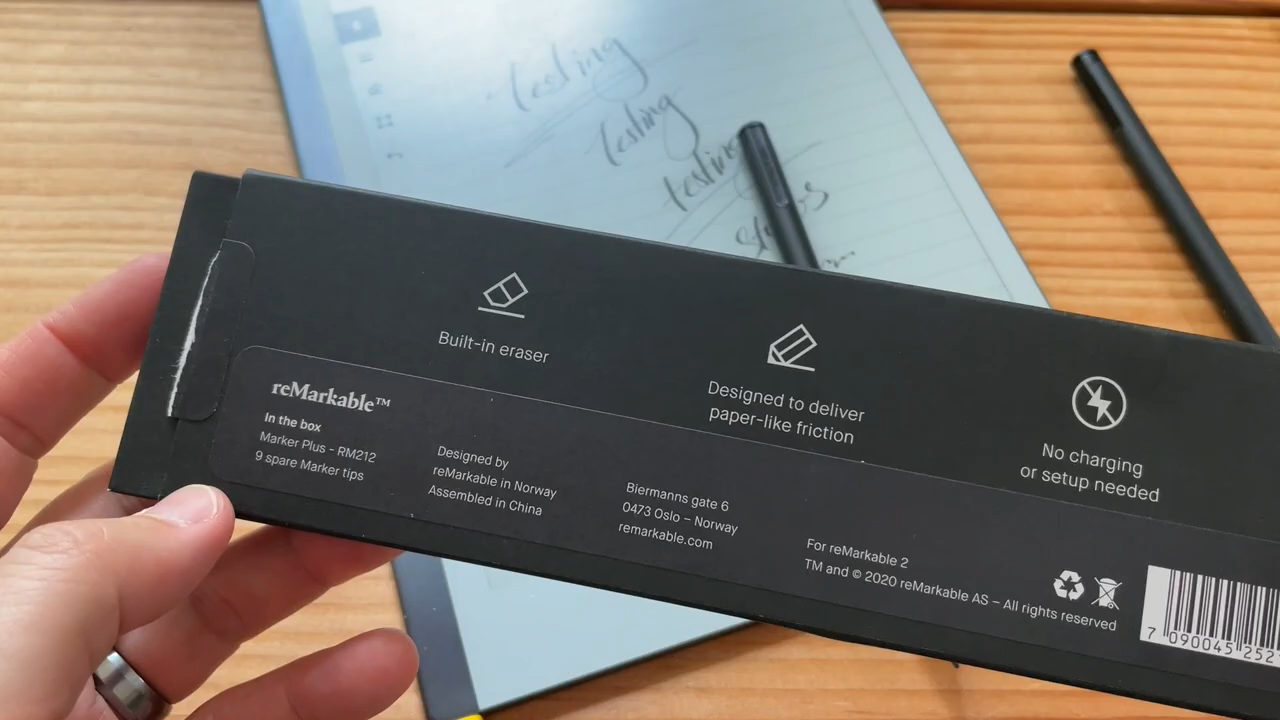 testing
testing
testing
Built-in eraser
Designed to deliver
paper-like friction
No charging
or setup needed
reMarkable™
In the box
Marker Plus - RM212
9 spare Marker tips
Designed by
reMarkable in Norway
Assembled in China
Biermanns gate 6
0473 Oslo – Norway
remarkable.com
For reMarkable 2
TM and © 2020 reMarkable AS – All rights reserved
7 090045 252